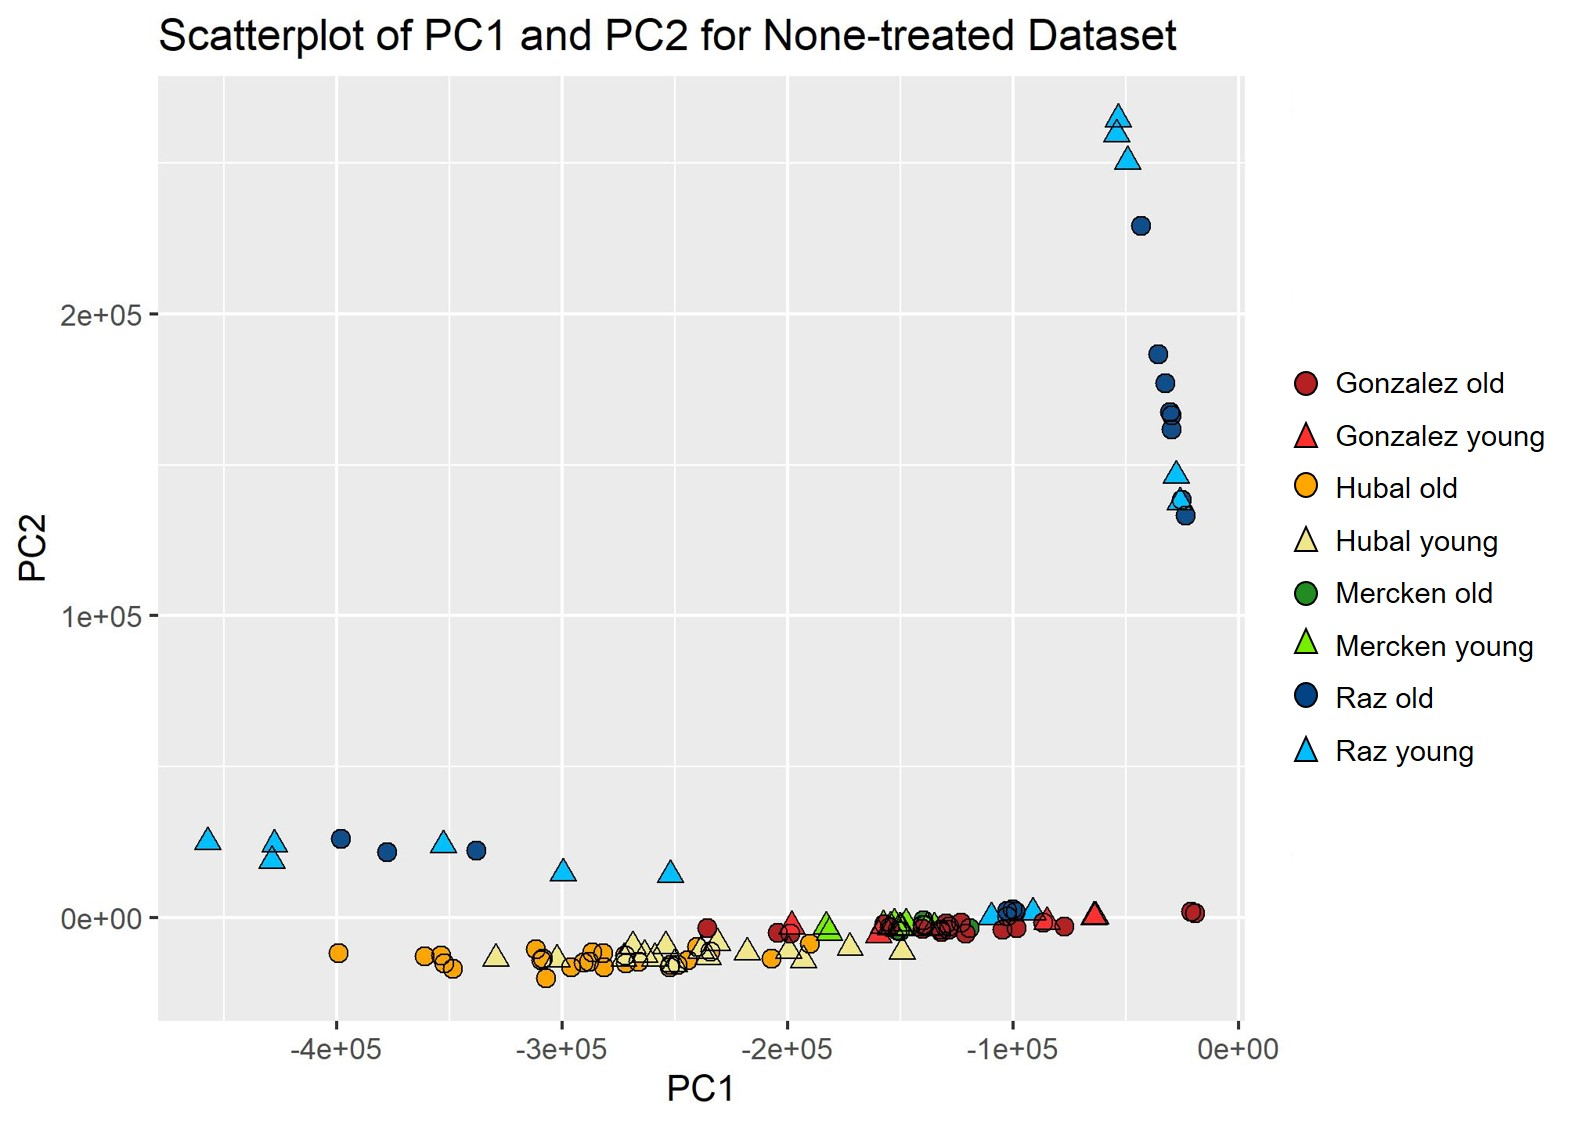 Scatterplot of PC1 and PC2 for None-treated Dataset
PC2
2e+05
1e+05
0e+00
-4e+05
-3e+05
-2e+05
-1e+05
0e+00
PC1
Gonzalez old
Gonzalez young
Hubal old
Hubal young
Mercken old
Mercken young
Raz old
Raz young